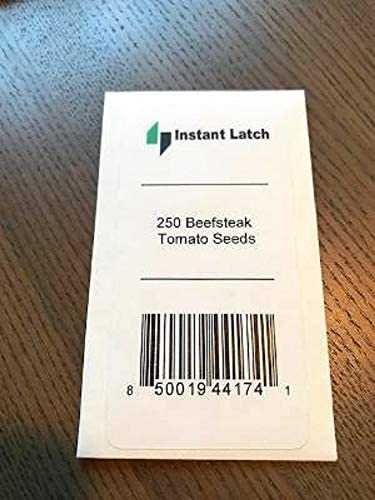 Instant Latch
250 Beefsteak
Tomato Seeds
8 50019 44174 1